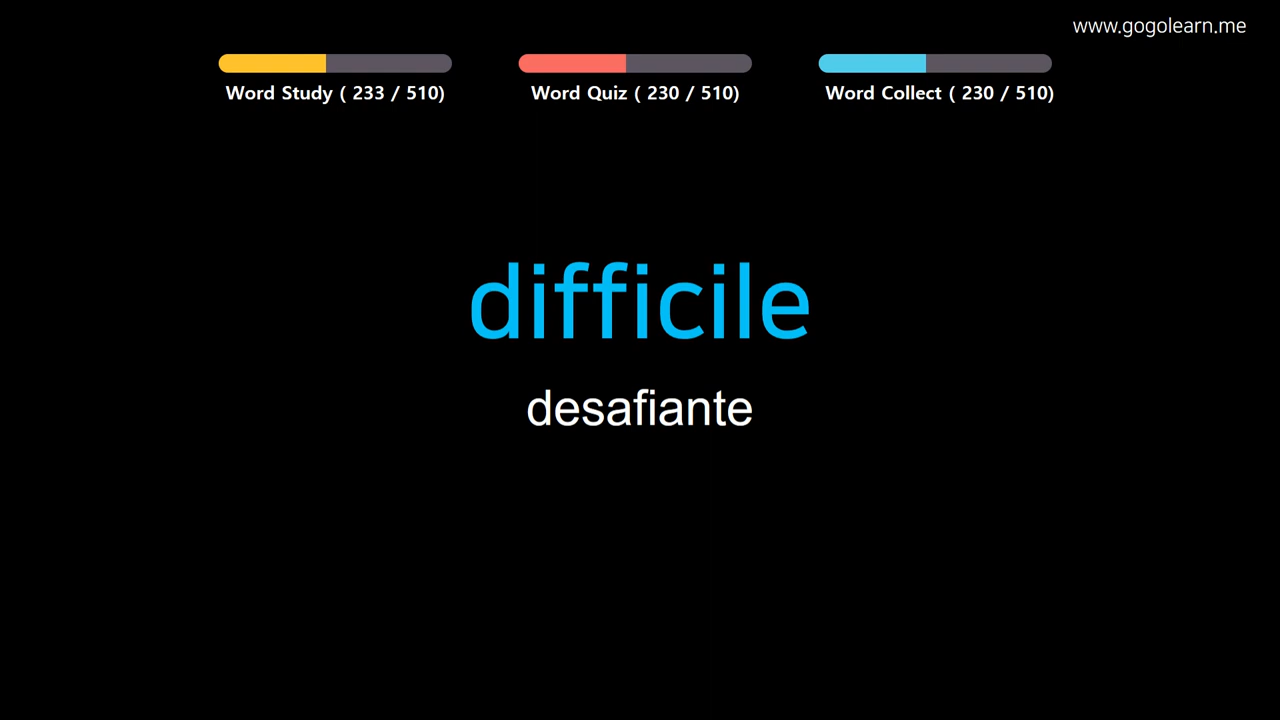 www.gogolearn.me
Word Study ( 233 / 510)
Word Quiz ( 230 / 510)
Word Collect ( 230 / 510)
difficile
desafiante